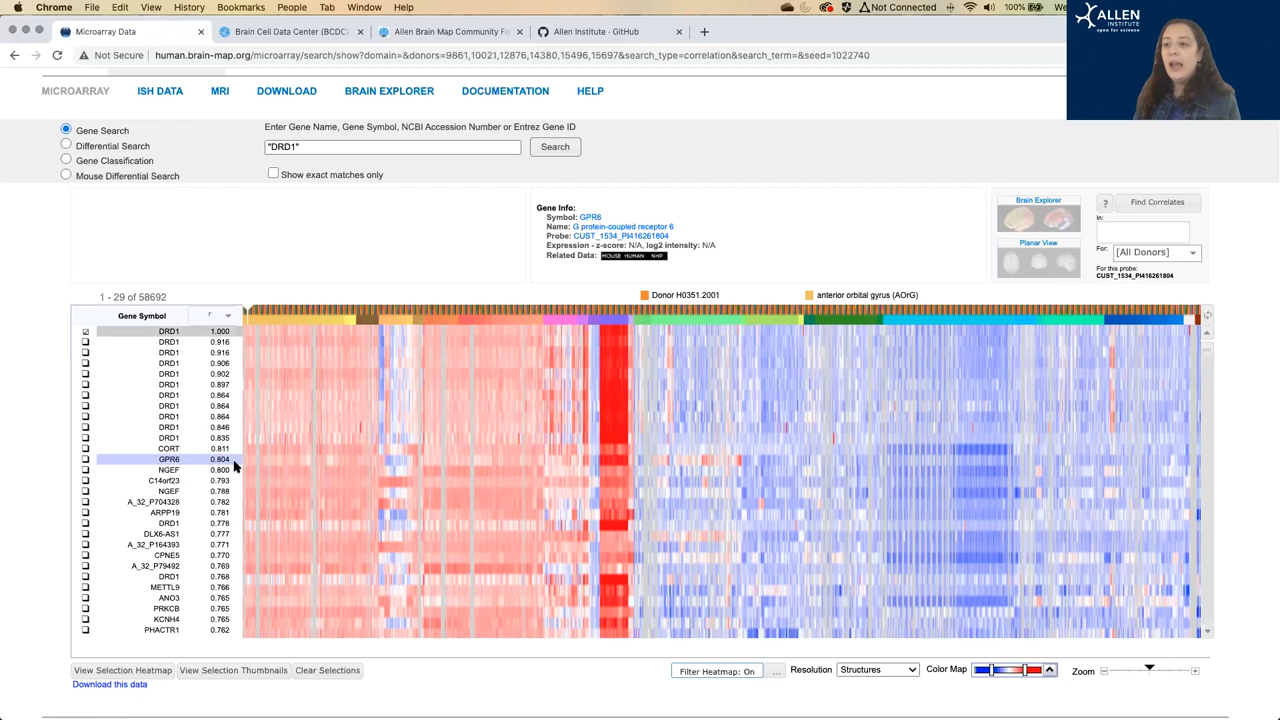 Chrome File Edit View History Bookmarks People Tab Window Help
Not Connected 100%
Microarray Data
Brain Cell Data Center (BCDC
Allen Brain Map Community Fo
Allen Institute · GitHub
Not Secure human.brain-map.org/microarray/search/show?domain=&donors=9861,10021,12876,14380,15496,15697&search_type=correlation&search_term=&seed=1022740
ALLEN
INSTITUTE
open for science
MICROARRAY ISH DATA MRI DOWNLOAD BRAIN EXPLORER DOCUMENTATION HELP
Gene Search
Differential Search
Gene Classification
Mouse Differential Search
Enter Gene Name, Gene Symbol, NCBI Accession Number or Entrez Gene ID
"DRD1" Search
Show exact matches only
Gene Info:
Symbol: GPR6
Name: G protein-coupled receptor 6
Probe: CUST_1534_PI416261804
Expression - z-score: N/A, log2 intensity: N/A
Related Data: MOUSE HUMAN NHP
Brain Explorer
Planar View
? Find Correlates
In:
For: [All Donors]
For this probe:
CUST_1534_PI416261804
1 - 29 of 58692
Donor H0351.2001
anterior orbital gyrus (AOrG)
Gene Symbol r
DRD1 1.000
DRD1 0.916
DRD1 0.916
DRD1 0.906
DRD1 0.902
DRD1 0.897
DRD1 0.864
DRD1 0.864
DRD1 0.864
DRD1 0.846
DRD1 0.835
CORT 0.811
GPR6 0.804
NGEF 0.800
C14orf23 0.793
NGEF 0.788
A_32_P704328 0.782
ARPP19 0.781
DRD1 0.778
DLX6-AS1 0.777
A_32_P164393 0.771
CPNE5 0.770
A_32_P79492 0.769
DRD1 0.768
METTL9 0.766
ANO3 0.765
PRKCB 0.765
KCNH4 0.765
PHACTR1 0.762
View Selection Heatmap View Selection Thumbnails Clear Selections
Download this data
Filter Heatmap: On ... Resolution Structures Color Map Zoom